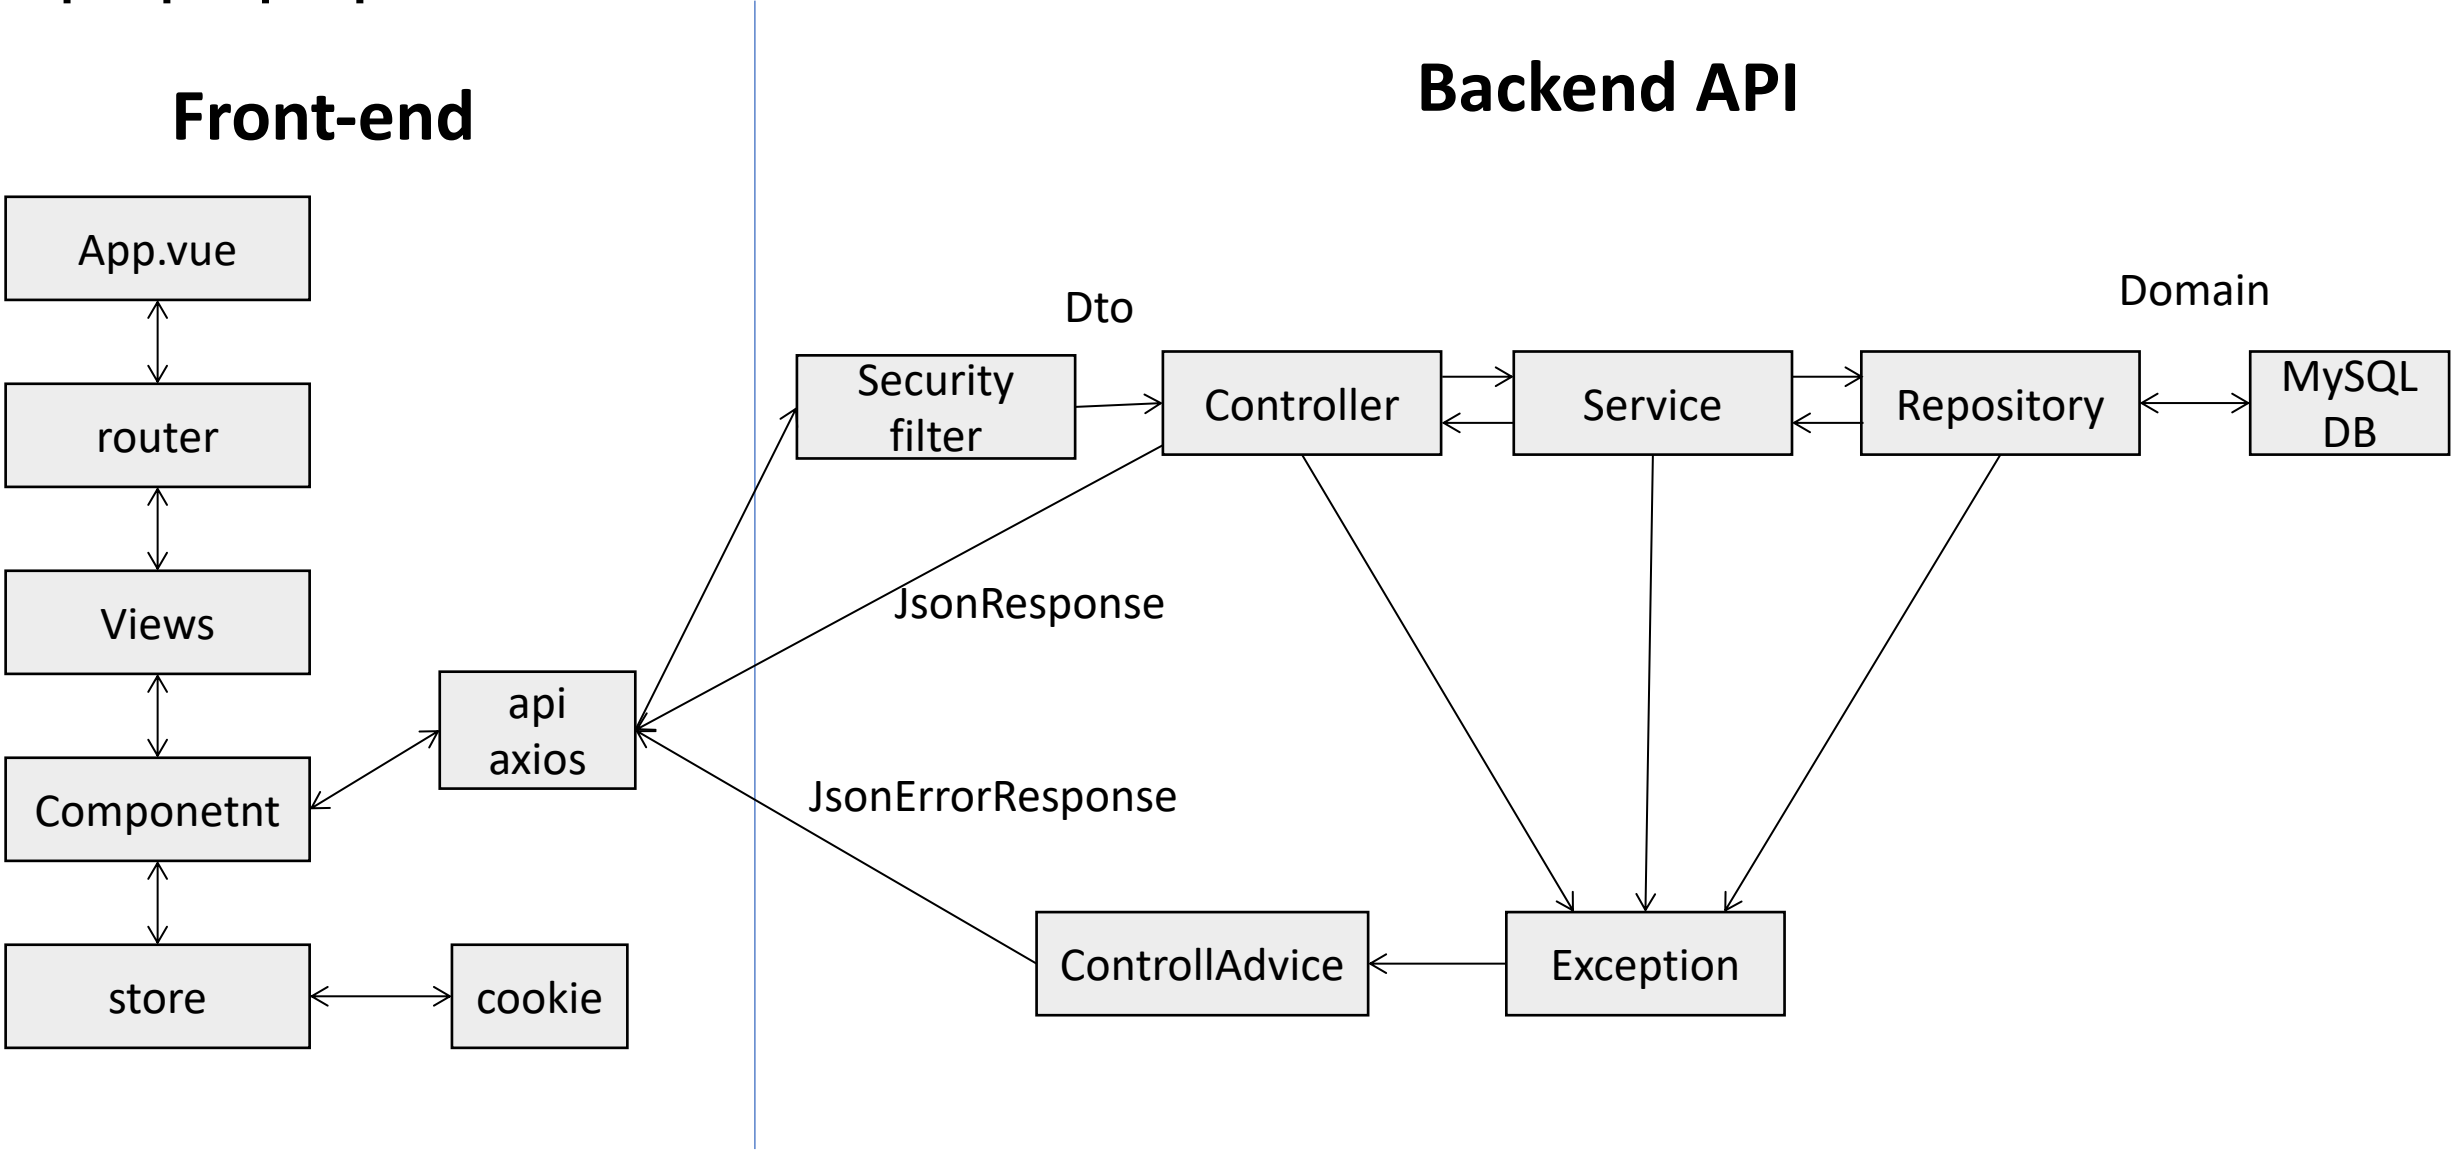 Front-end
Backend API
App.vue
router
Views
Componetnt
store
cookie
api
axios
Security
filter
Dto
Controller
Service
Repository
Domain
MySQL
DB
JsonResponse
JsonErrorResponse
ControllAdvice
Exception